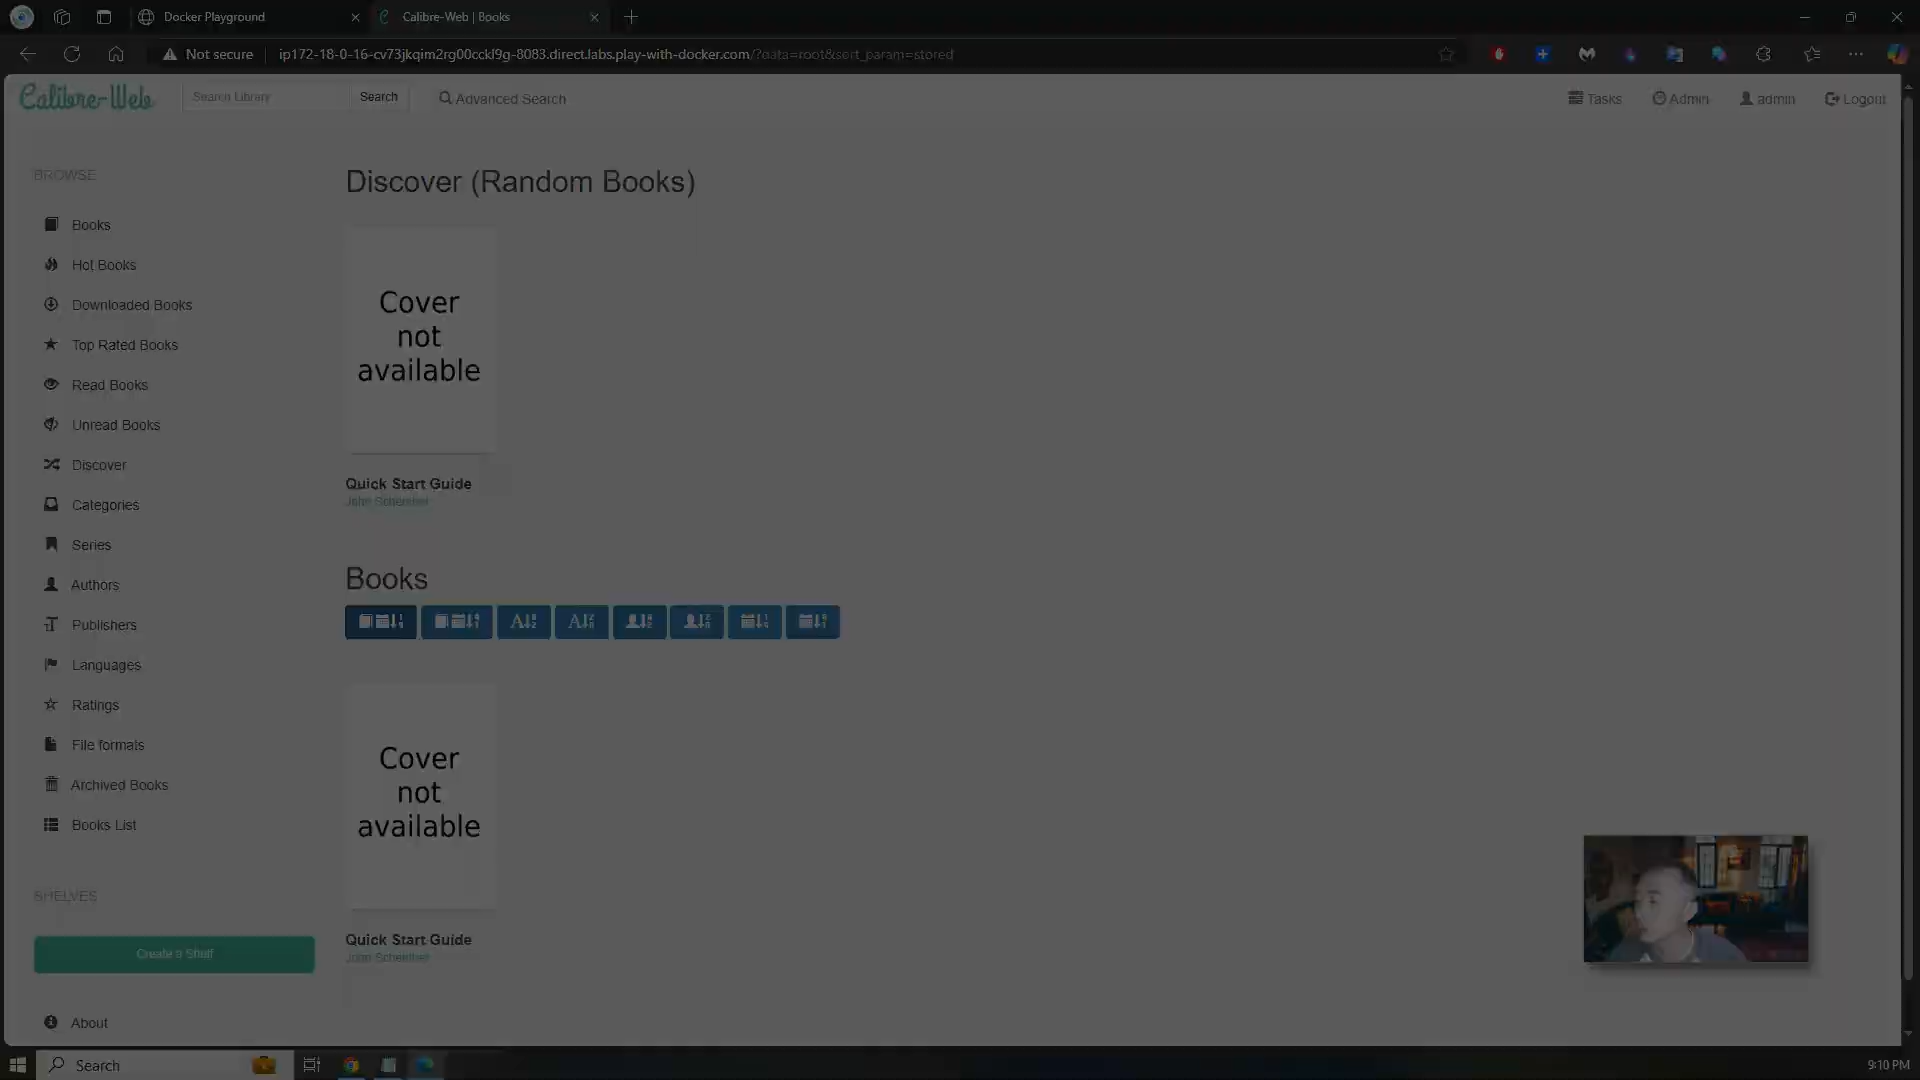 Docker Playground
Calibre-Web | Books
Not secure
ip172-18-0-16-cv73jkqim2rg00cckl9g-8083.direct.labs.play-with-docker.com/?data=root&sort_param=stored
Calibre-Web
Search Library
Search
Advanced Search
Tasks
Admin
admin
Logout
BROWSE
Books
Hot Books
Downloaded Books
Top Rated Books
Read Books
Unread Books
Discover
Categories
Series
Authors
Publishers
Languages
Ratings
File formats
Archived Books
Books List
SHELVES
Create a Shelf
About
Discover (Random Books)
Cover
not
available
Quick Start Guide
John Schember
Books
Cover
not
available
Quick Start Guide
John Schember
Search
9:10 PM